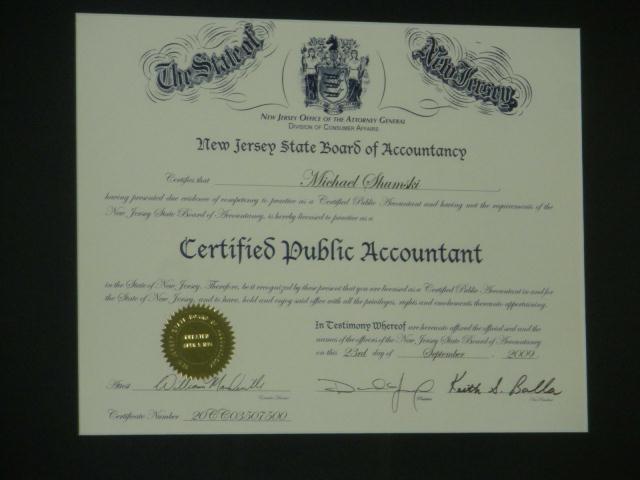 The State of New Jersey
New Jersey Office of the Attorney General
Division of Consumer Affairs
New Jersey State Board of Accountancy
Certifies that Michael Shamski
having presented due evidence of competency to practice as a Certified Public Accountant and having met the requirements of the
New Jersey State Board of Accountancy, is hereby licensed to practice as a
Certified Public Accountant
in the State of New Jersey. Therefore, be it recognized by these present that you are licensed as a Certified Public Accountant in and for
the State of New Jersey, and to have, hold and enjoy said office with all the privileges, rights and emoluments thereunto appertaining.
In Testimony Whereof are hereunto affixed the official seal and the
names of the officers of the New Jersey State Board of Accountancy
on this 23rd day of September, 2009
Attest William
Keith S. Balla
Certificate Number 20CC03507500